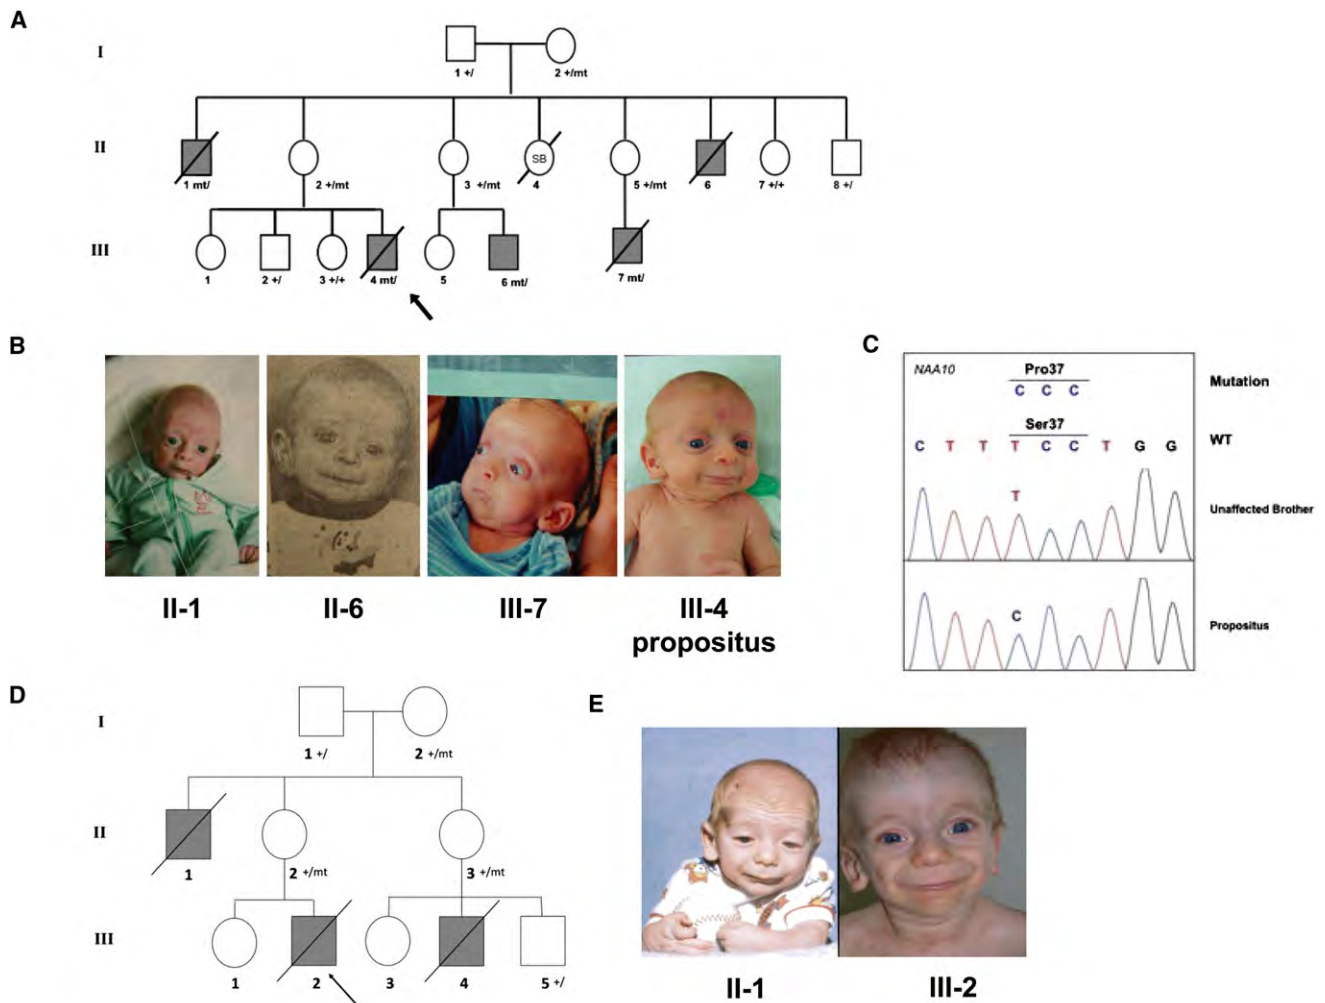 A
I
1 +/
2 +/mt
II
SB
1 mt/
2 +/mt
3 +/mt
4
5 +/mt
6
7 +/+
8 +/
III
1
2 +/
3 +/+
4 mt/
5
6 mt/
7 mt/
B
II-1
II-6
III-7
III-4
propositus
C
NAA10
Pro37
C C C
Mutation
Ser37
C T T T C C T G G
WT
T
Unaffected Brother
C
Propositus
D
I
1 +/
2 +/mt
II
1
2 +/mt
3 +/mt
III
1
2
3
4
5 +/
E
II-1
III-2